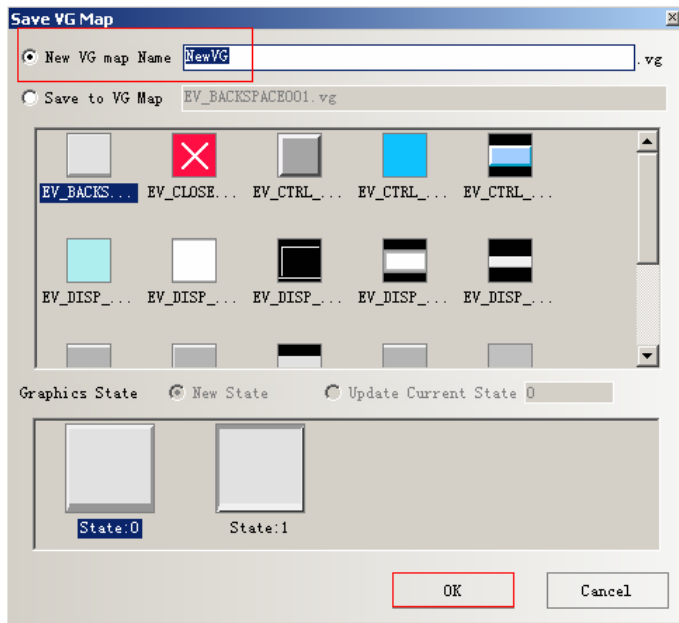 Save VG Map
New VG map Name NewVG .vg
Save to VG Map EV_BACKSPACE001.vg
EV_BACKS... EV_CLOSE... EV_CTRL_... EV_CTRL_... EV_CTRL_...
EV_DISP_... EV_DISP_... EV_DISP_... EV_DISP_... EV_DISP_...
Graphics State New State Update Current State 0
State:0 State:1
OK Cancel